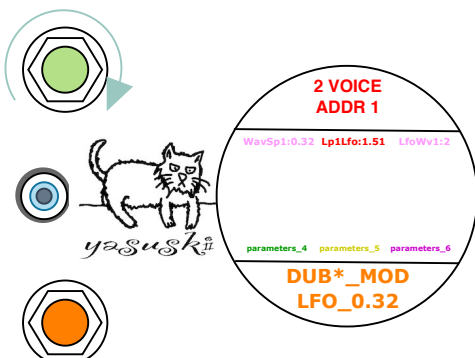 2 VOICE
ADDR 1
WavSp1:0.32 Lp1Lfo:1.51 LfoWv1:2
yasuskii
parameters_4 parameters_5 parameters_6
DUB*_MOD
LFO_0.32